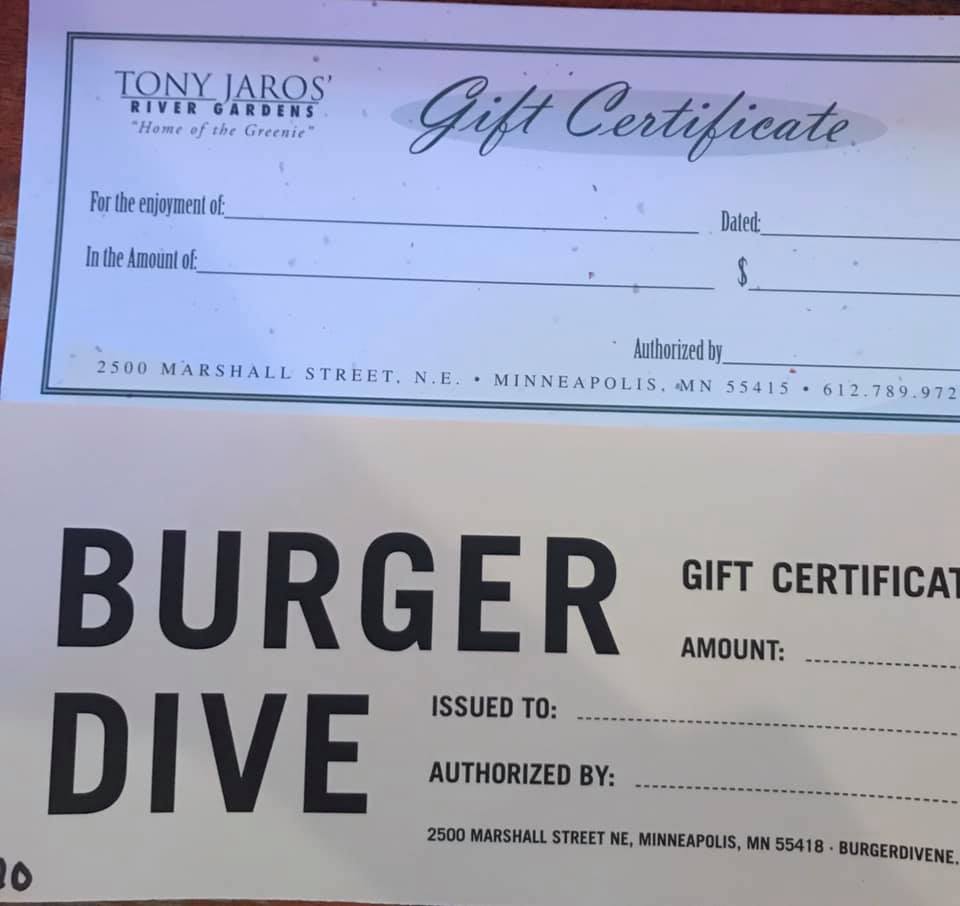 TONY JAROS'
RIVER GARDENS
"Home of the Greenie"
Gift Certificate
For the enjoyment of:
Dated:
In the Amount of:
$
Authorized by
2500 MARSHALL STREET, N.E. • MINNEAPOLIS, MN 55415 • 612.789.972
BURGER
DIVE
GIFT CERTIFICAT
AMOUNT:
ISSUED TO:
AUTHORIZED BY:
2500 MARSHALL STREET NE, MINNEAPOLIS, MN 55418 · BURGERDIVENE.